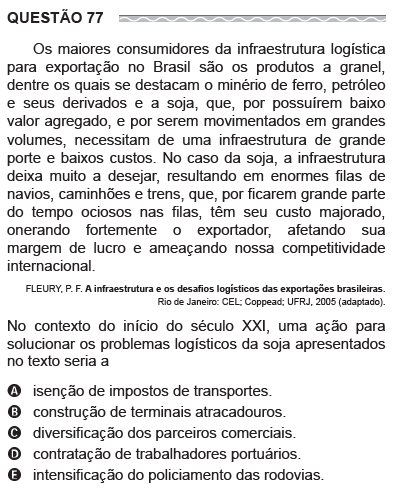 QUESTÃO 77
Os maiores consumidores da infraestrutura logística
para exportação no Brasil são os produtos a granel,
dentre os quais se destacam o minério de ferro, petróleo
e seus derivados e a soja, que, por possuírem baixo
valor agregado, e por serem movimentados em grandes
volumes, necessitam de uma infraestrutura de grande
porte e baixos custos. No caso da soja, a infraestrutura
deixa muito a desejar, resultando em enormes filas de
navios, caminhões e trens, que, por ficarem grande parte
do tempo ociosos nas filas, têm seu custo majorado,
onerando fortemente o exportador, afetando sua
margem de lucro e ameaçando nossa competitividade
internacional.
FLEURY, P. F. A infraestrutura e os desafios logísticos das exportações brasileiras.
Rio de Janeiro: CEL; Coppead; UFRJ, 2005 (adaptado).
No contexto do início do século XXI, uma ação para
solucionar os problemas logísticos da soja apresentados
no texto seria a
A isenção de impostos de transportes.
B construção de terminais atracadouros.
C diversificação dos parceiros comerciais.
D contratação de trabalhadores portuários.
E intensificação do policiamento das rodovias.